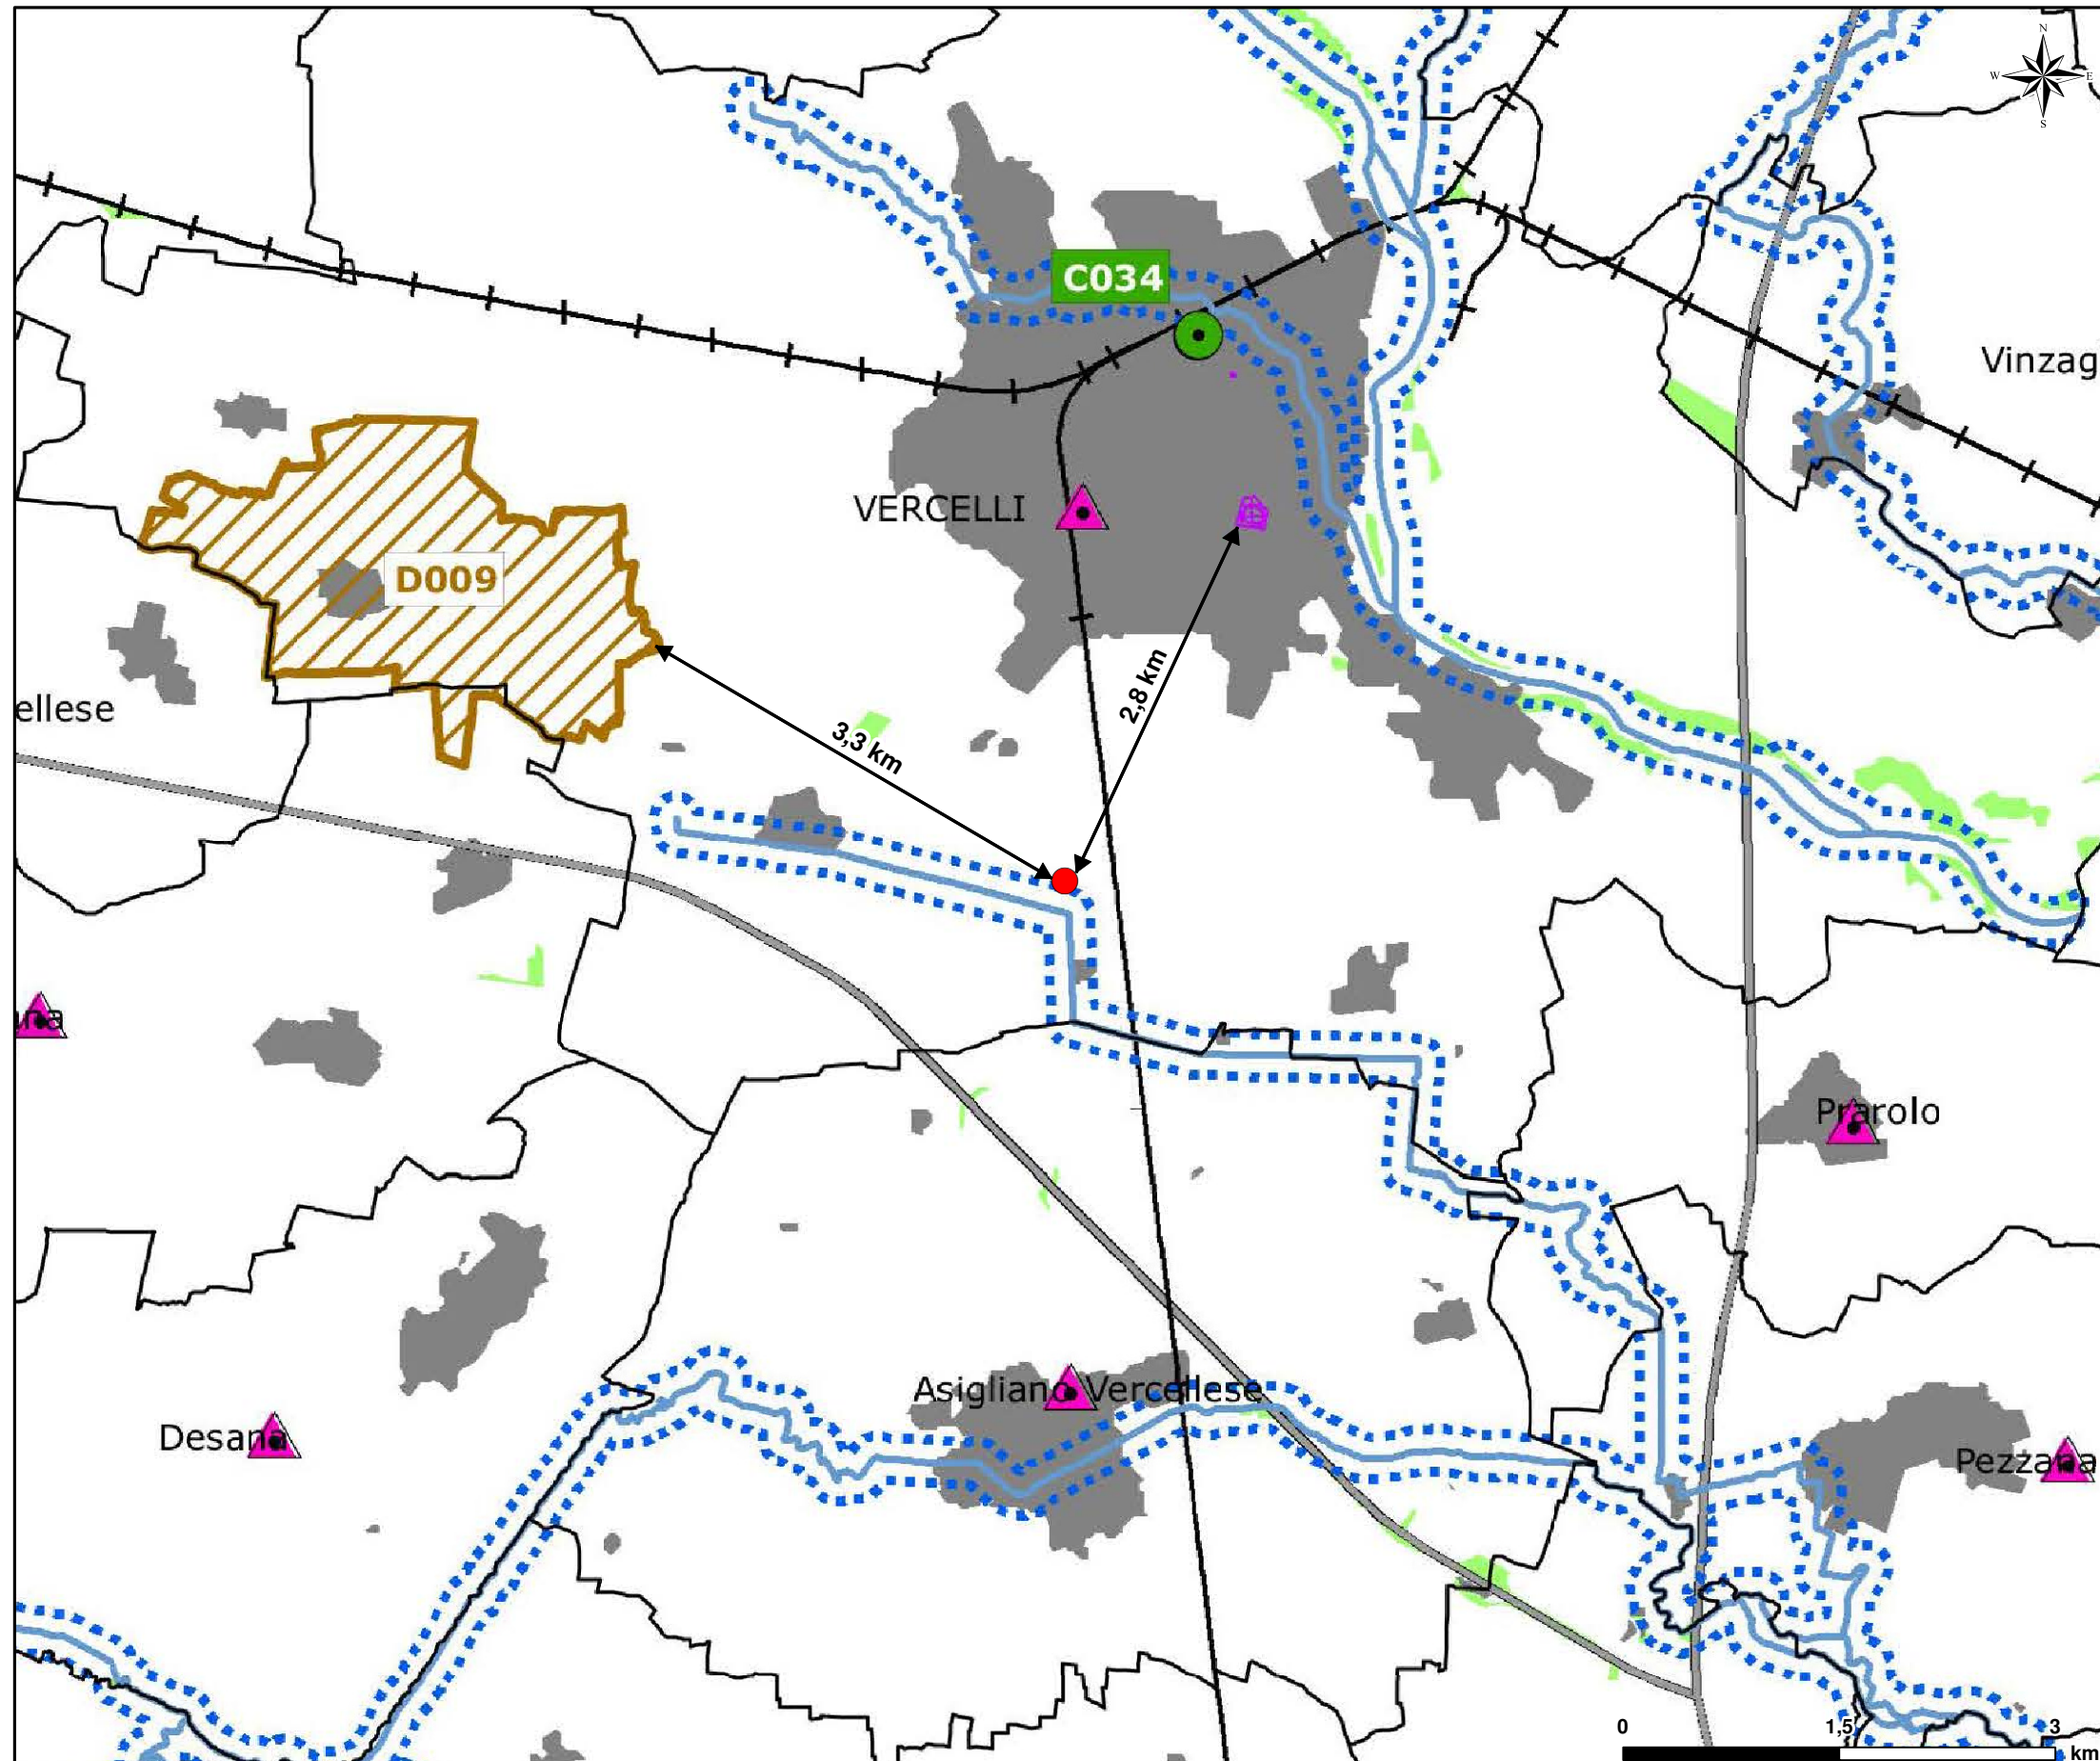 N
W E
S
C034
Vinzag
VERCELLI
D009
ellese
2,8 km
3,3 km
na
Prarolo
Asigliano Vercellese
Desana
Pezzana
0 1,5 3
km